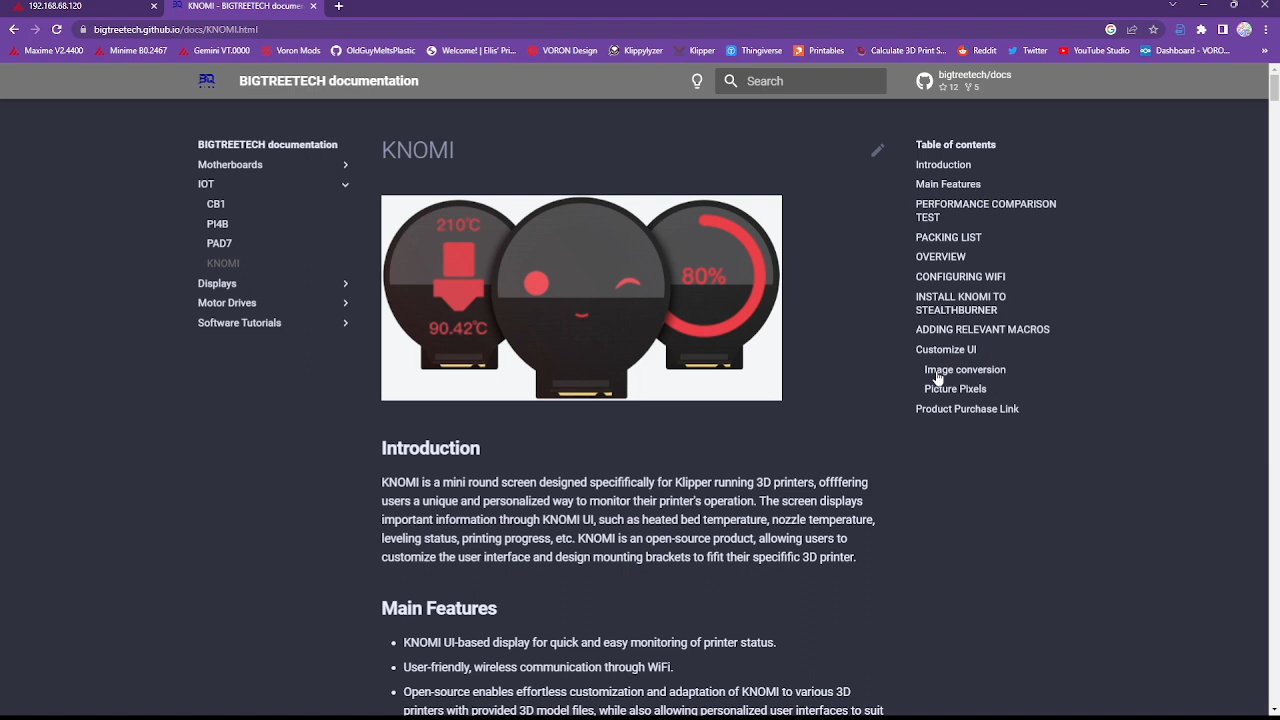 192.168.68.120
KNOMI - BIGTREETECH documen
bigtreetech.github.io/docs/KNOMI.html
Maxime V2.4400
Minime B0.2467
Gemini VT.0000
Voron Mods
OldGuyMeltsPlastic
Welcome! | Elis' Pri...
VORON Design
Klippylyzer
Klipper
Thingiverse
Printables
Calculate 3D Print S...
Reddit
Twitter
YouTube Studio
Dashboard - VORO...
BIGTREETECH documentation
Search
bigtreetech/docs
12 5
BIGTREETECH documentation
Motherboards
IOT
CB1
PI4B
PAD7
KNOMI
Displays
Motor Drives
Software Tutorials
KNOMI
210℃
90.42℃
80%
Introduction
KNOMI is a mini round screen designed specififically for Klipper running 3D printers, offfering
users a unique and personalized way to monitor their printer's operation. The screen displays
important information through KNOMI UI, such as heated bed temperature, nozzle temperature,
leveling status, printing progress, etc. KNOMI is an open-source product, allowing users to
customize the user interface and design mounting brackets to fifit their specifific 3D printer.
Main Features
• KNOMI UI-based display for quick and easy monitoring of printer status.
• User-friendly, wireless communication through WiFi.
• Open-source enables effortless customization and adaptation of KNOMI to various 3D
printers with provided 3D model files, while also allowing personalized user interfaces to suit
Table of contents
Introduction
Main Features
PERFORMANCE COMPARISON
TEST
PACKING LIST
OVERVIEW
CONFIGURING WIFI
INSTALL KNOMI TO
STEALTHBURNER
ADDING RELEVANT MACROS
Customize UI
Image conversion
Picture Pixels
Product Purchase Link